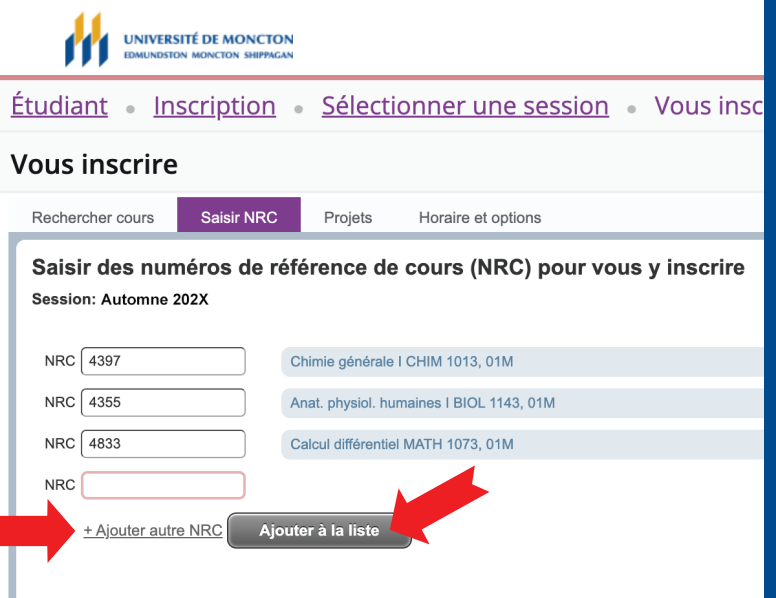 UNIVERSITÉ DE MONCTON
EDMUNDSTON MONCTON SHIPPAGAN
Étudiant • Inscription • Sélectionner une session • Vous insc
Vous inscrire
Rechercher cours Saisir NRC Projets Horaire et options
Saisir des numéros de référence de cours (NRC) pour vous y inscrire
Session: Automne 202X
NRC 4397 Chimie générale I CHIM 1013, 01M
NRC 4355 Anat. physiol. humaines I BIOL 1143, 01M
NRC 4833 Calcul différentiel MATH 1073, 01M
NRC
+ Ajouter autre NRC Ajouter à la liste